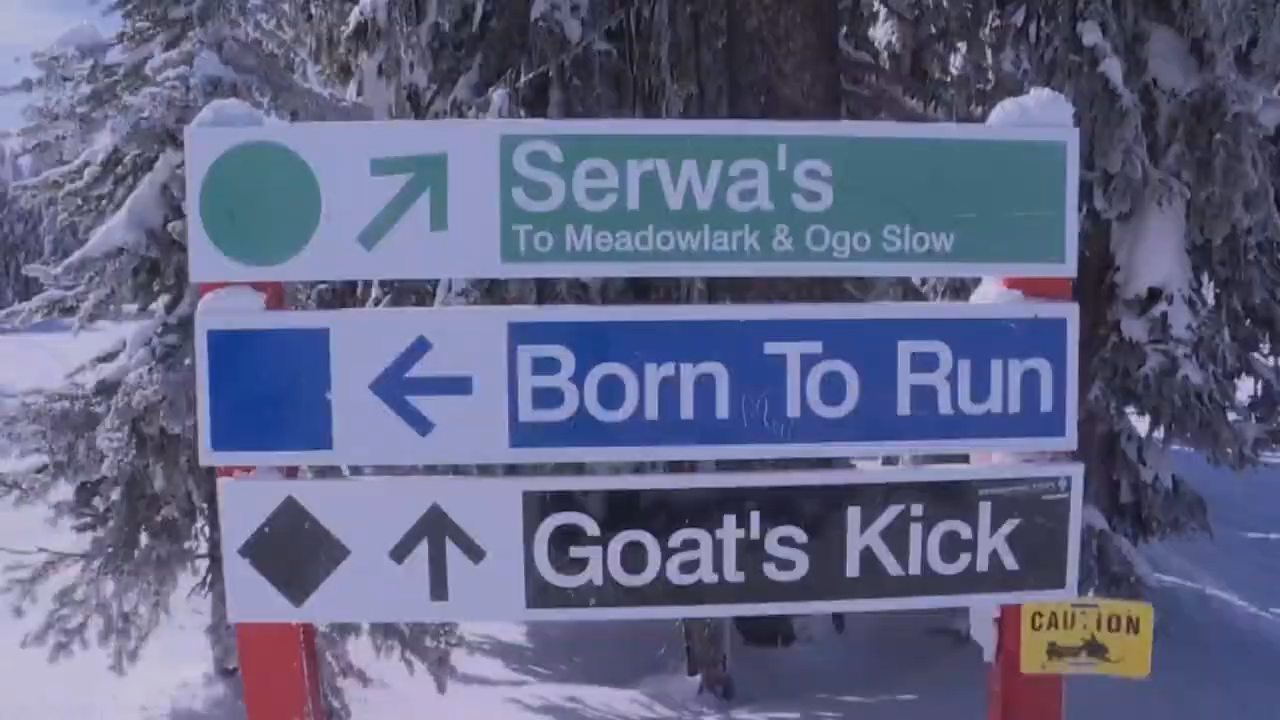 Serwa's
To Meadowlark & Ogo Slow
Born To Run
Goat's Kick
CAUTION